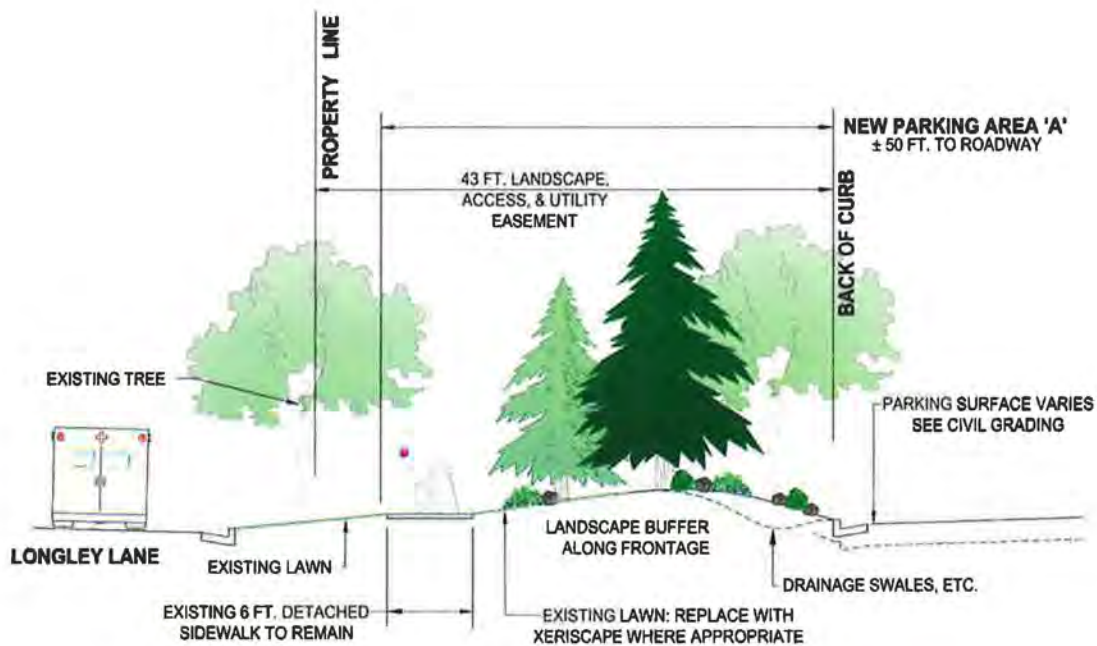 PROPERTY LINE
NEW PARKING AREA 'A'
± 50 FT. TO ROADWAY
43 FT. LANDSCAPE,
ACCESS, & UTILITY
EASEMENT
BACK OF CURB
EXISTING TREE
PARKING SURFACE VARIES
SEE CIVIL GRADING
LONGLEY LANE
EXISTING LAWN
LANDSCAPE BUFFER
ALONG FRONTAGE
DRAINAGE SWALES, ETC.
EXISTING 6 FT. DETACHED
SIDEWALK TO REMAIN
EXISTING LAWN: REPLACE WITH
XERISCAPE WHERE APPROPRIATE